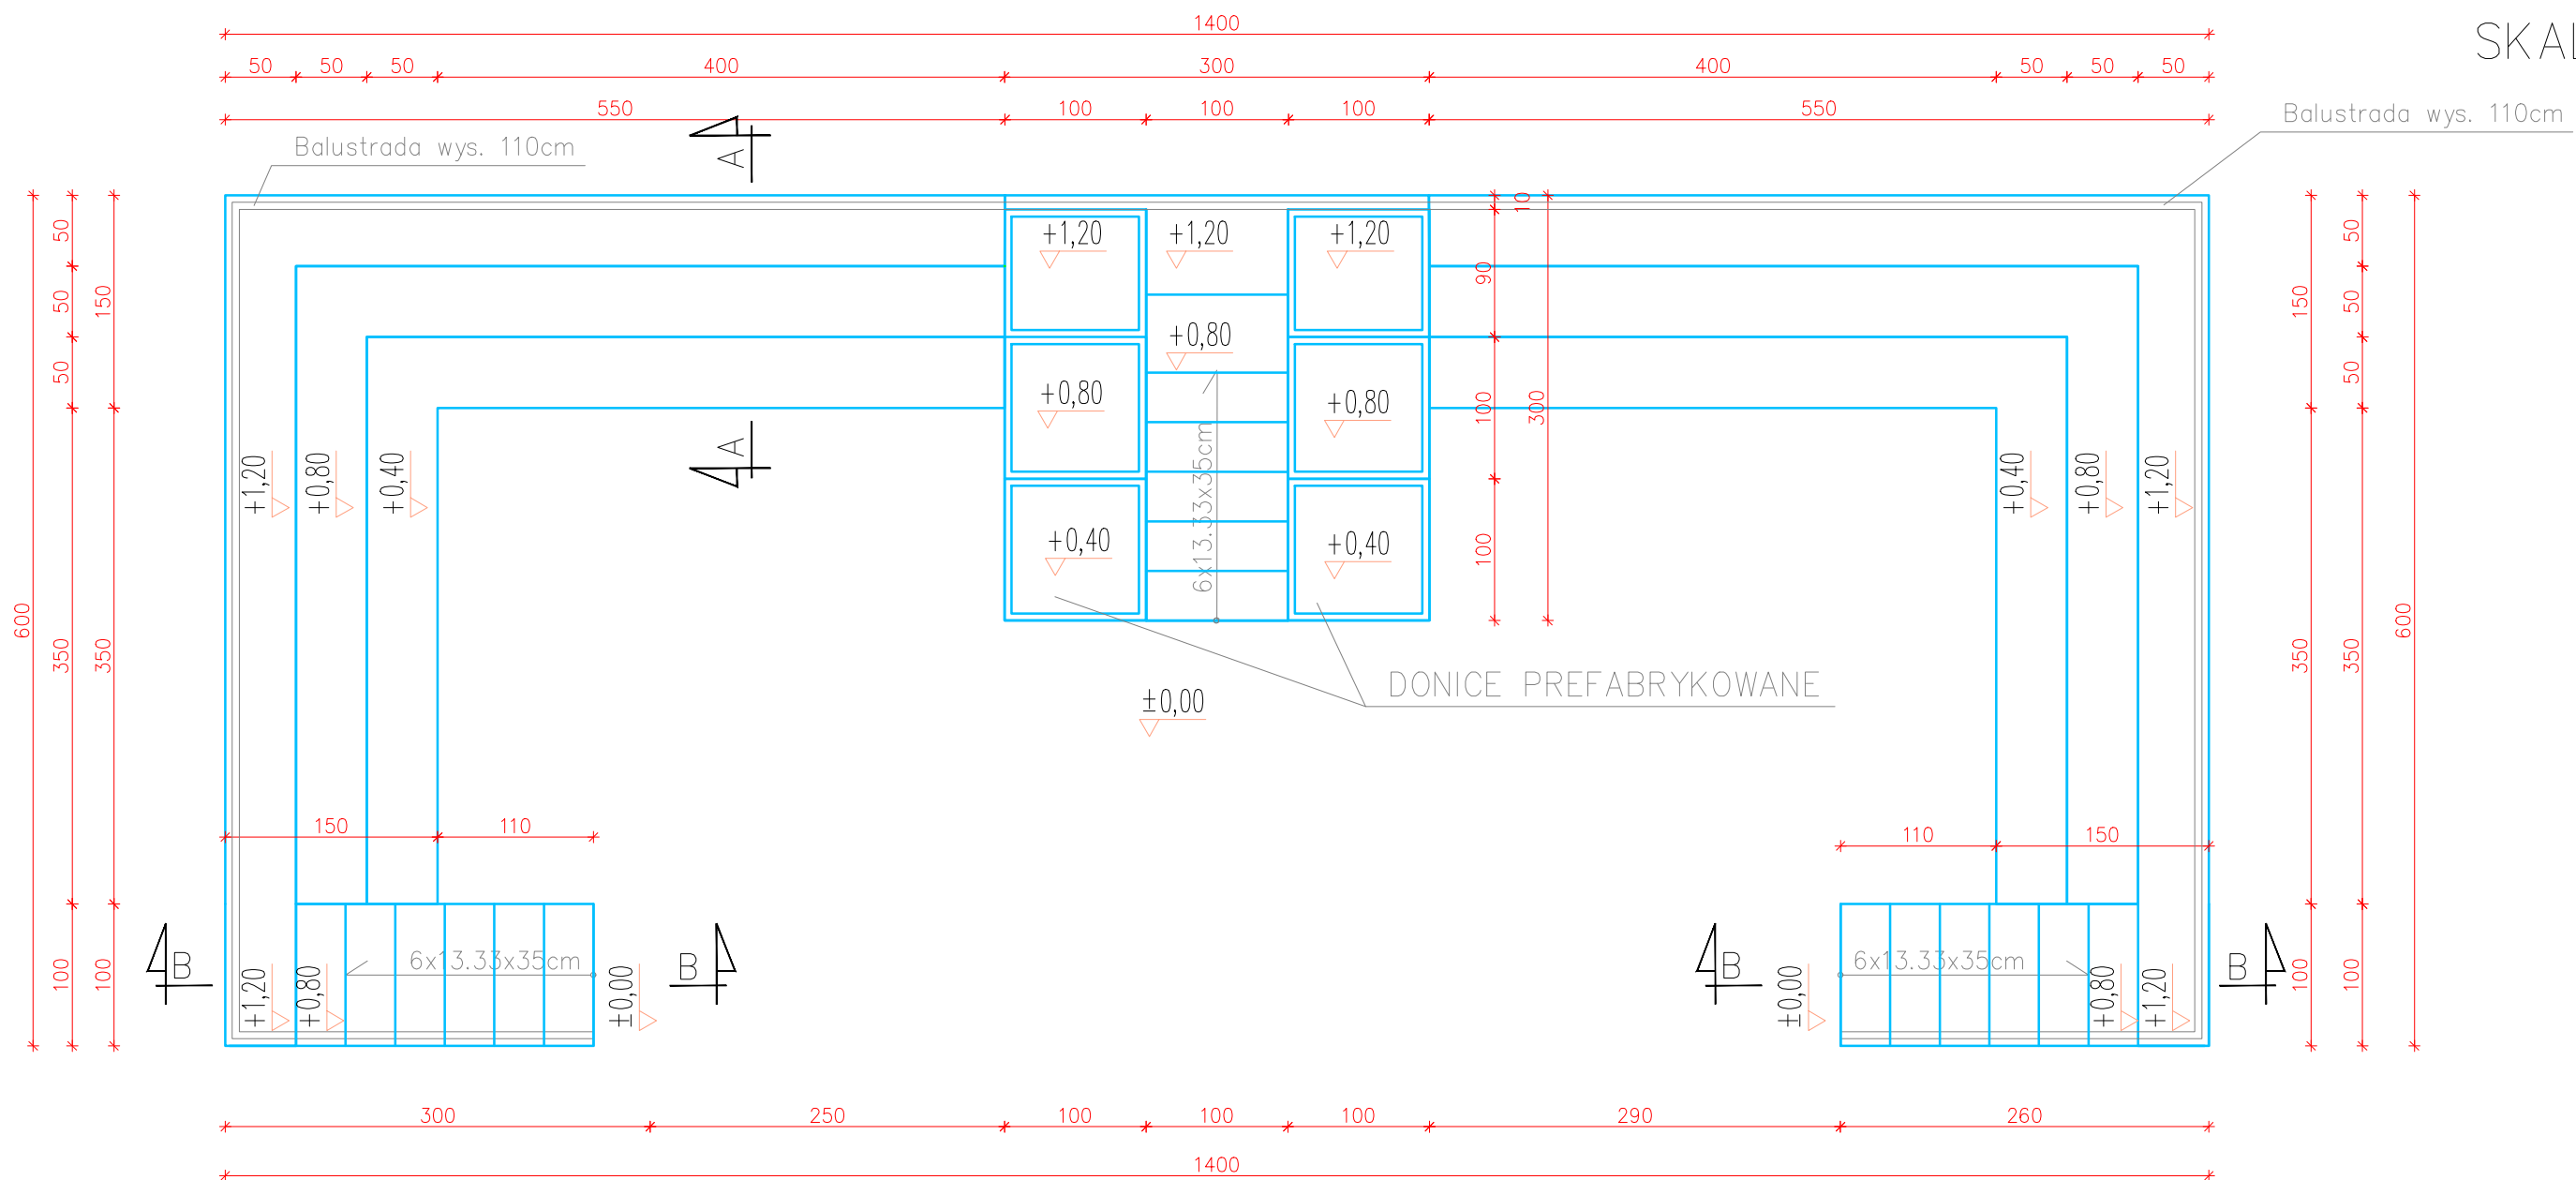 1400
SKAL
50 50 50 400 300 400 50 50 50
550 100 100 100 550
Balustrada wys. 110cm
Balustrada wys. 110cm
A
10
+1,20 +1,20 +1,20
50 50
90
50 150 150 50
+0,80
50 50
+0,80 +0,80
100 300
A
+1,20 +0,80 +0,40
6x13.33x35cm
+0,40 +0,80 +1,20
+0,40 +0,40
100
600 350 350 350 350 600
DONICE PREFABRYKOWANE
±0,00
150 110
110 150
B B B B
6x13.33x35cm 6x13.33x35cm
100 100 100 100
+1,20 +0,80 ±0,00 ±0,00 +0,80 +1,20
300 250 100 100 100 290 260
1400